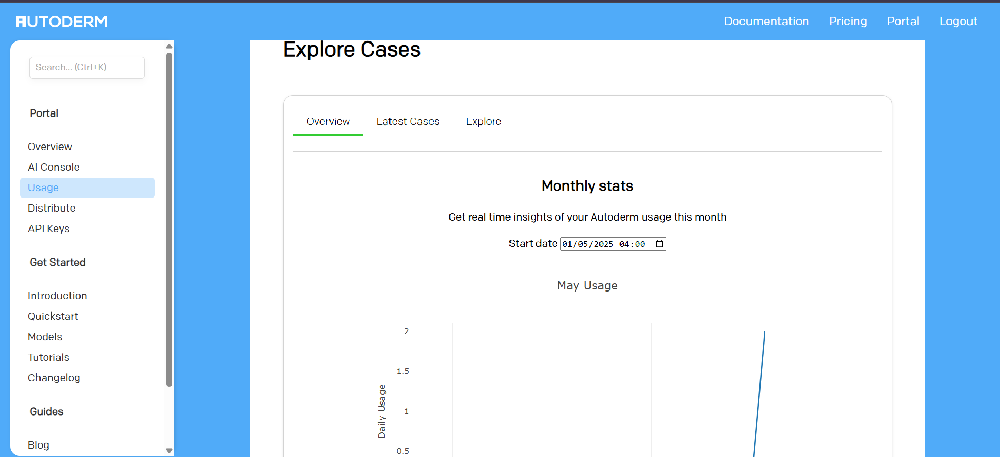 AUTODERM
Documentation
Pricing
Portal
Logout
Search... (Ctrl+K)
Portal
Overview
AI Console
Usage
Distribute
API Keys
Get Started
Introduction
Quickstart
Models
Tutorials
Changelog
Guides
Blog
Explore Cases
Overview
Latest Cases
Explore
Monthly stats
Get real time insights of your Autoderm usage this month
Start date 01/05/2025 04:00
May Usage
2
1.5
1
0.5
Daily Usage